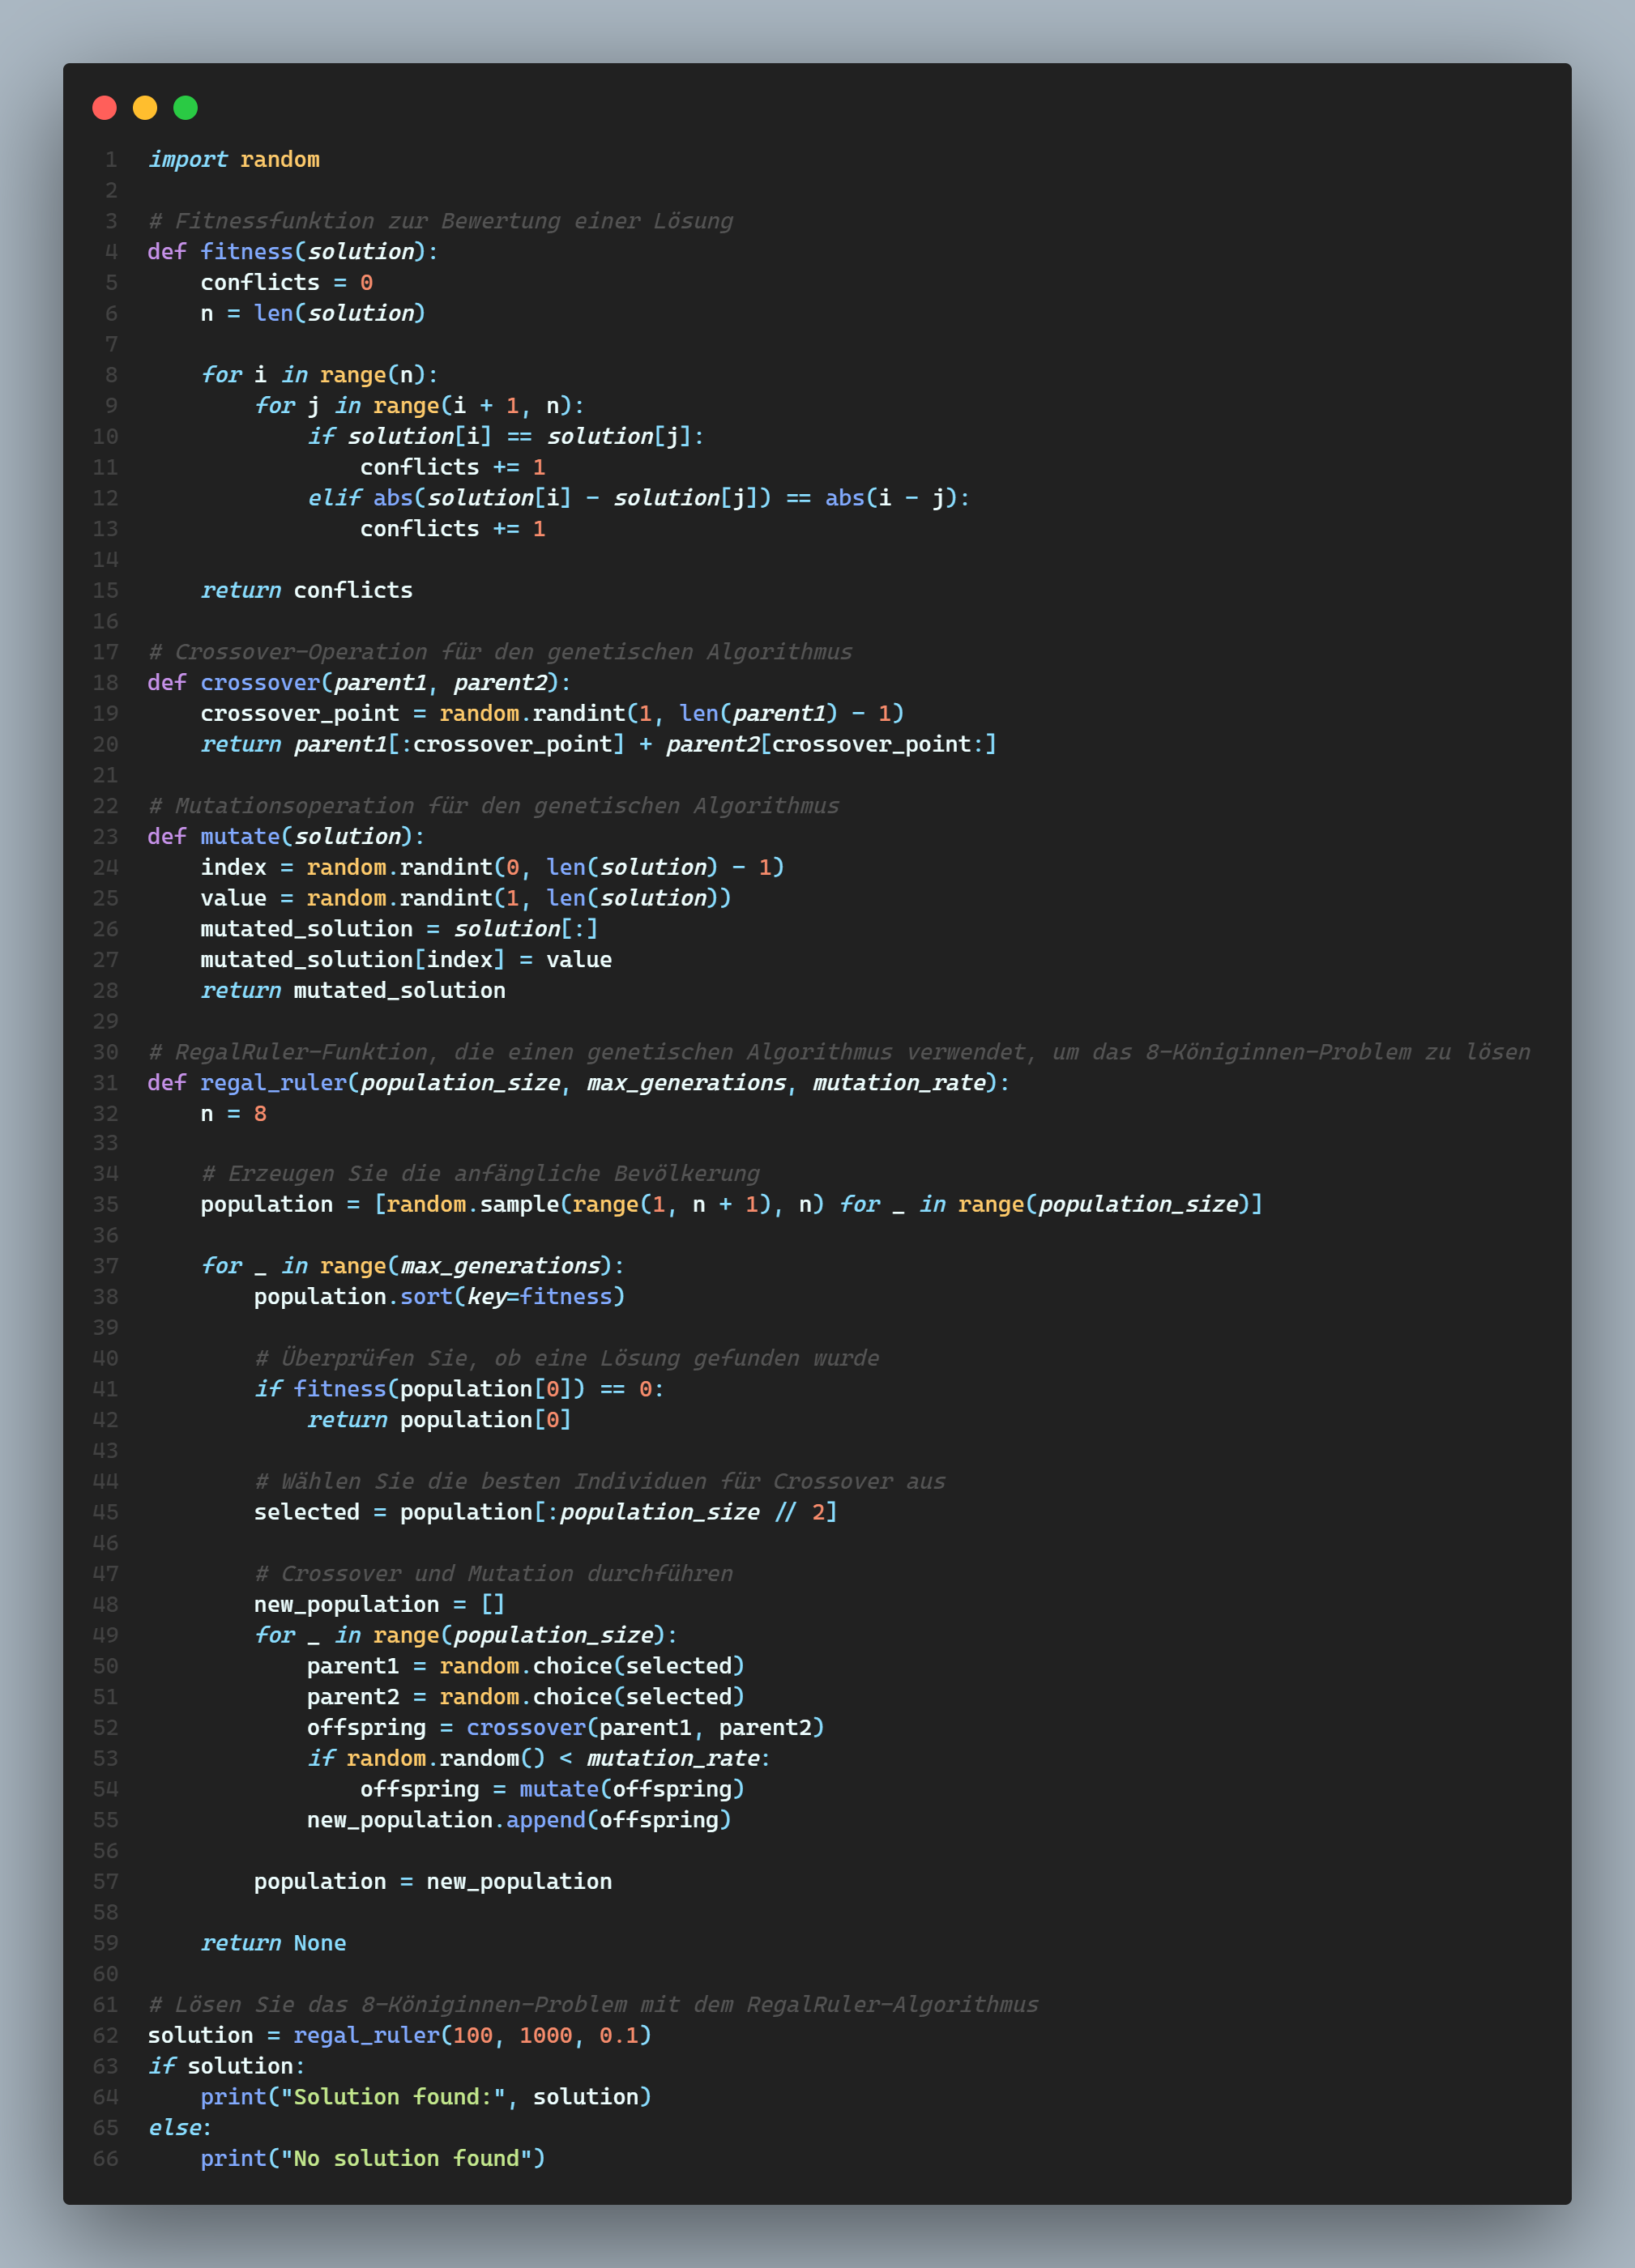 1 import random
2
3 # Fitnessfunktion zur Bewertung einer Lösung
4 def fitness(solution):
5     conflicts = 0
6     n = len(solution)
7
8     for i in range(n):
9         for j in range(i + 1, n):
10             if solution[i] == solution[j]:
11                 conflicts += 1
12             elif abs(solution[i] - solution[j]) == abs(i - j):
13                 conflicts += 1
14
15     return conflicts
16
17 # Crossover-Operation für den genetischen Algorithmus
18 def crossover(parent1, parent2):
19     crossover_point = random.randint(1, len(parent1) - 1)
20     return parent1[:crossover_point] + parent2[crossover_point:]
21
22 # Mutationsoperation für den genetischen Algorithmus
23 def mutate(solution):
24     index = random.randint(0, len(solution) - 1)
25     value = random.randint(1, len(solution))
26     mutated_solution = solution[:]
27     mutated_solution[index] = value
28     return mutated_solution
29
30 # RegalRuler-Funktion, die einen genetischen Algorithmus verwendet, um das 8-Königinnen-Problem zu lösen
31 def regal_ruler(population_size, max_generations, mutation_rate):
32     n = 8
33
34     # Erzeugen Sie die anfängliche Bevölkerung
35     population = [random.sample(range(1, n + 1), n) for _ in range(population_size)]
36
37     for _ in range(max_generations):
38         population.sort(key=fitness)
39
40         # Überprüfen Sie, ob eine Lösung gefunden wurde
41         if fitness(population[0]) == 0:
42             return population[0]
43
44         # Wählen Sie die besten Individuen für Crossover aus
45         selected = population[:population_size // 2]
46
47         # Crossover und Mutation durchführen
48         new_population = []
49         for _ in range(population_size):
50             parent1 = random.choice(selected)
51             parent2 = random.choice(selected)
52             offspring = crossover(parent1, parent2)
53             if random.random() < mutation_rate:
54                 offspring = mutate(offspring)
55             new_population.append(offspring)
56
57         population = new_population
58
59     return None
60
61 # Lösen Sie das 8-Königinnen-Problem mit dem RegalRuler-Algorithmus
62 solution = regal_ruler(100, 1000, 0.1)
63 if solution:
64     print("Solution found:", solution)
65 else:
66     print("No solution found")